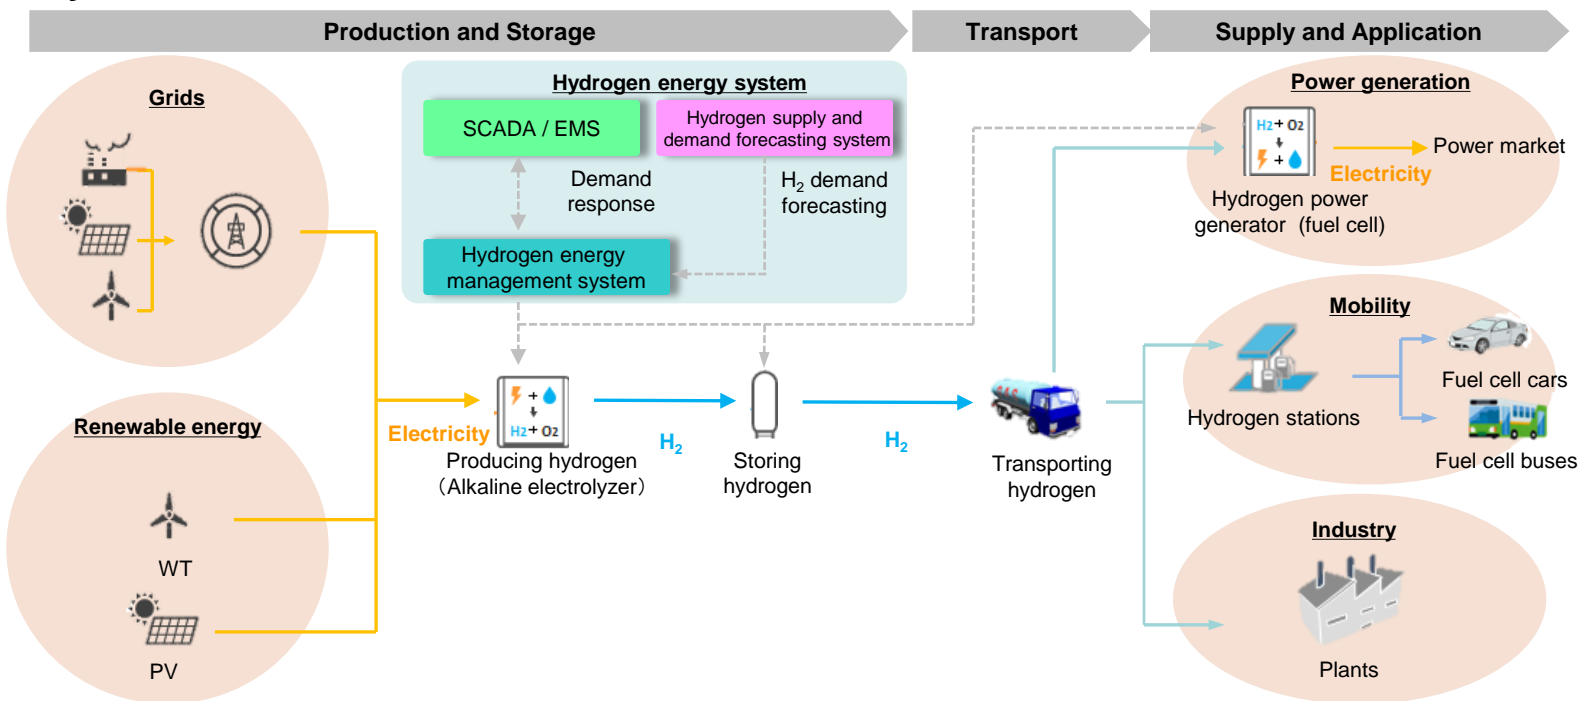 Production and Storage
Transport
Supply and Application
Grids
Hydrogen energy system
SCADA / EMS
Hydrogen supply and
demand forecasting system
Demand
response
H2 demand
forecasting
Hydrogen energy
management system
Renewable energy
WT
PV
Electricity
H2 + O2
Producing hydrogen
（Alkaline electrolyzer）
H2
Storing
hydrogen
H2
Transporting
hydrogen
Power generation
H2 + O2
Electricity
Power market
Hydrogen power
generator (fuel cell)
Mobility
Hydrogen stations
Fuel cell cars
Fuel cell buses
Industry
Plants